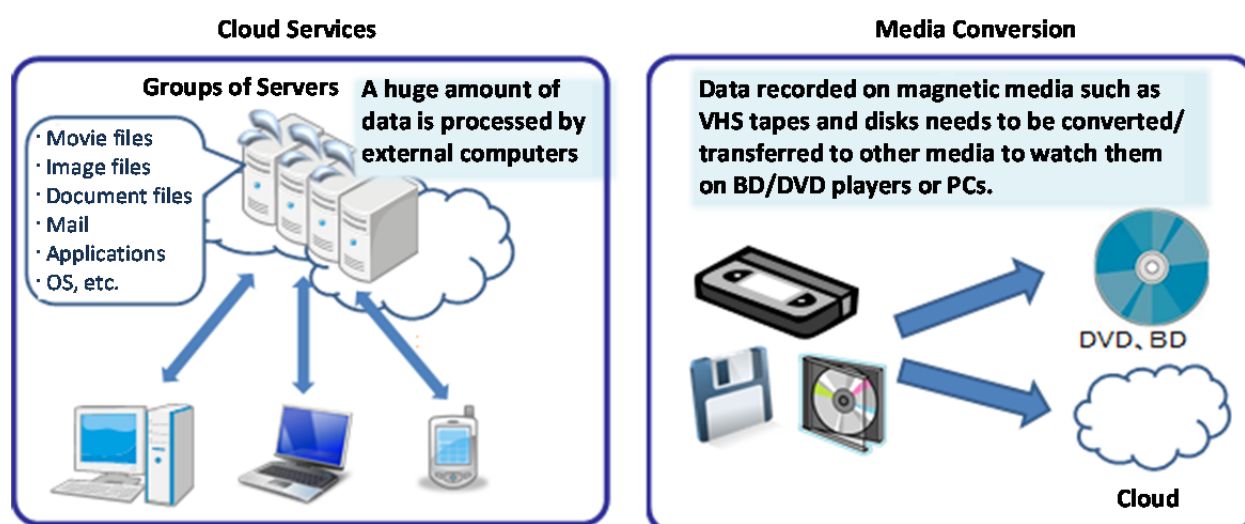 Cloud Services
Groups of Servers
A huge amount of
data is processed by
external computers
· Movie files
· Image files
· Document files
· Mail
· Applications
· OS, etc.
Media Conversion
Data recorded on magnetic media such as
VHS tapes and disks needs to be converted/
transferred to other media to watch them
on BD/DVD players or PCs.
DVD、BD
Cloud